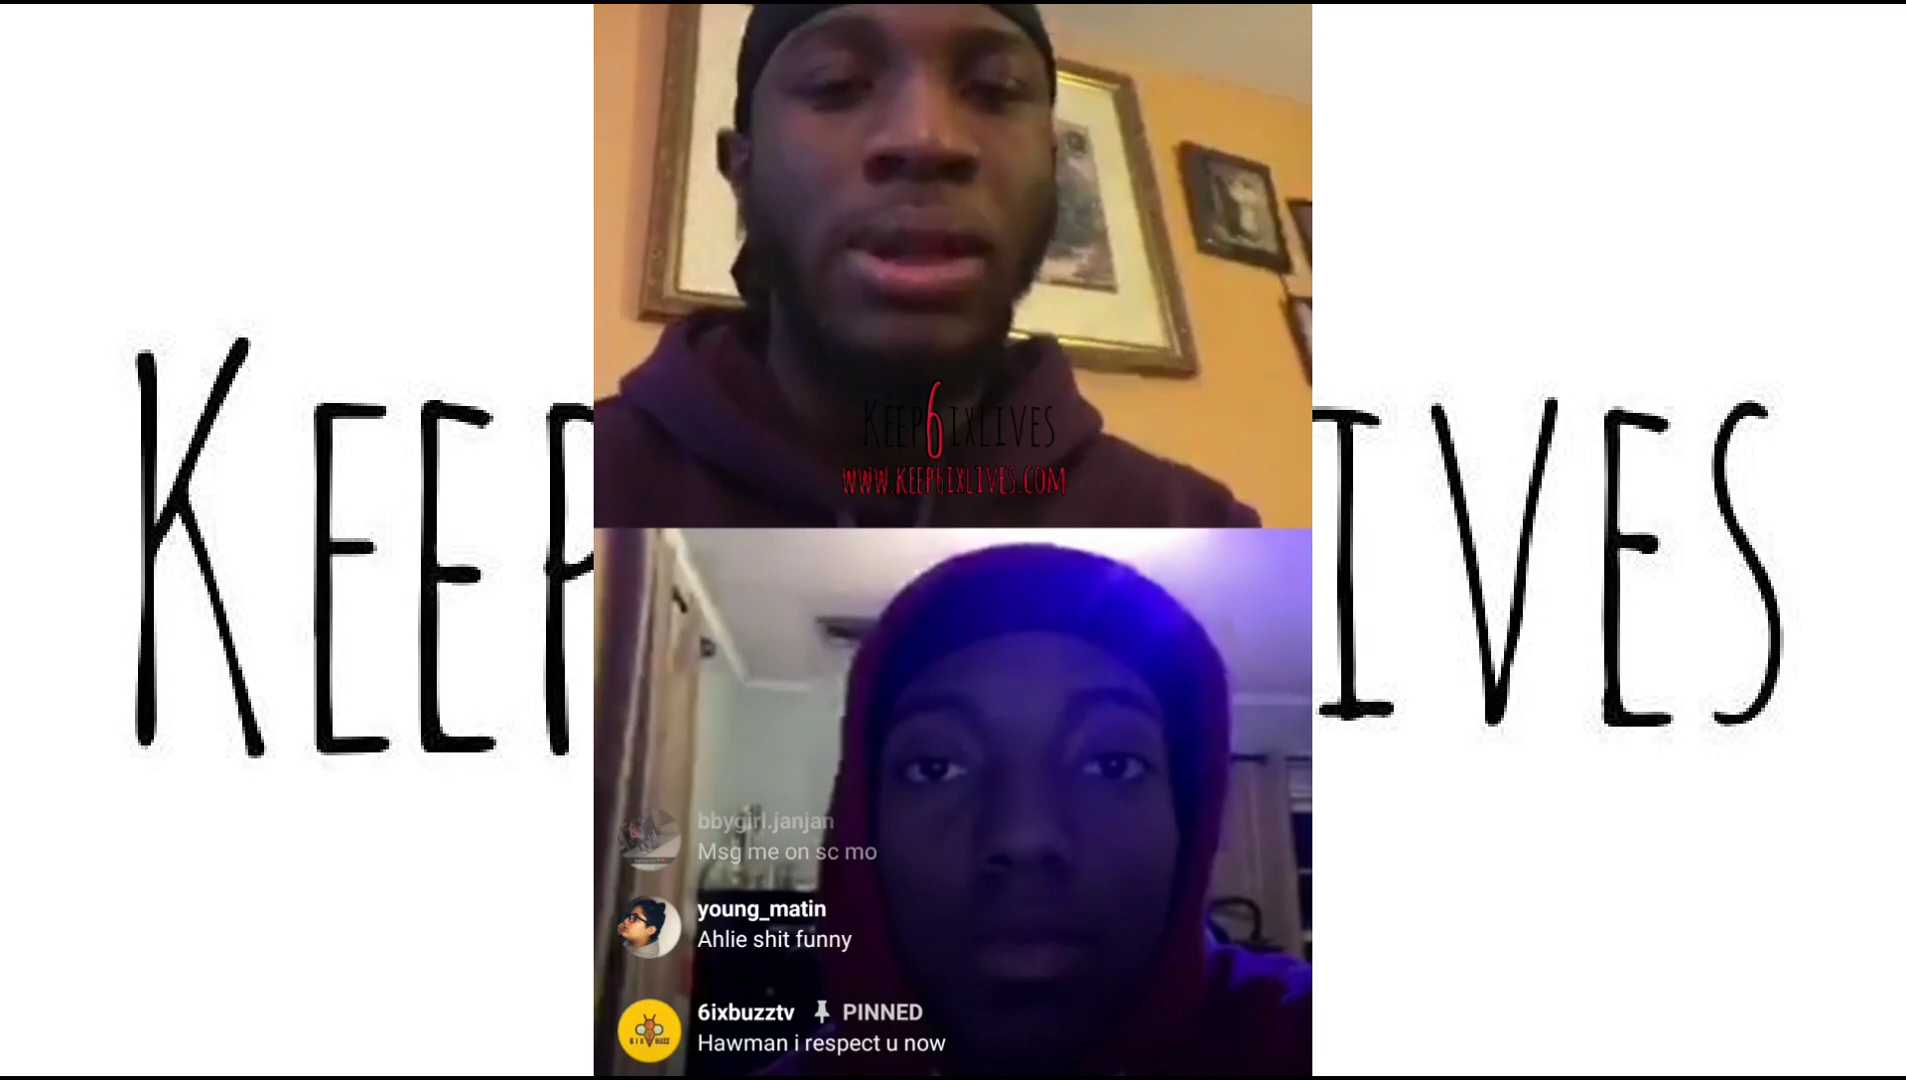 KEEP IVES
KEEP6IXLIVES
WWW.KEEP6IXLIVES.COM
bbygirl.janjan
Msg me on sc mo
young_matin
Ahlie shit funny
6IXBUZZ
6ixbuzztv PINNED
Hawman i respect u now